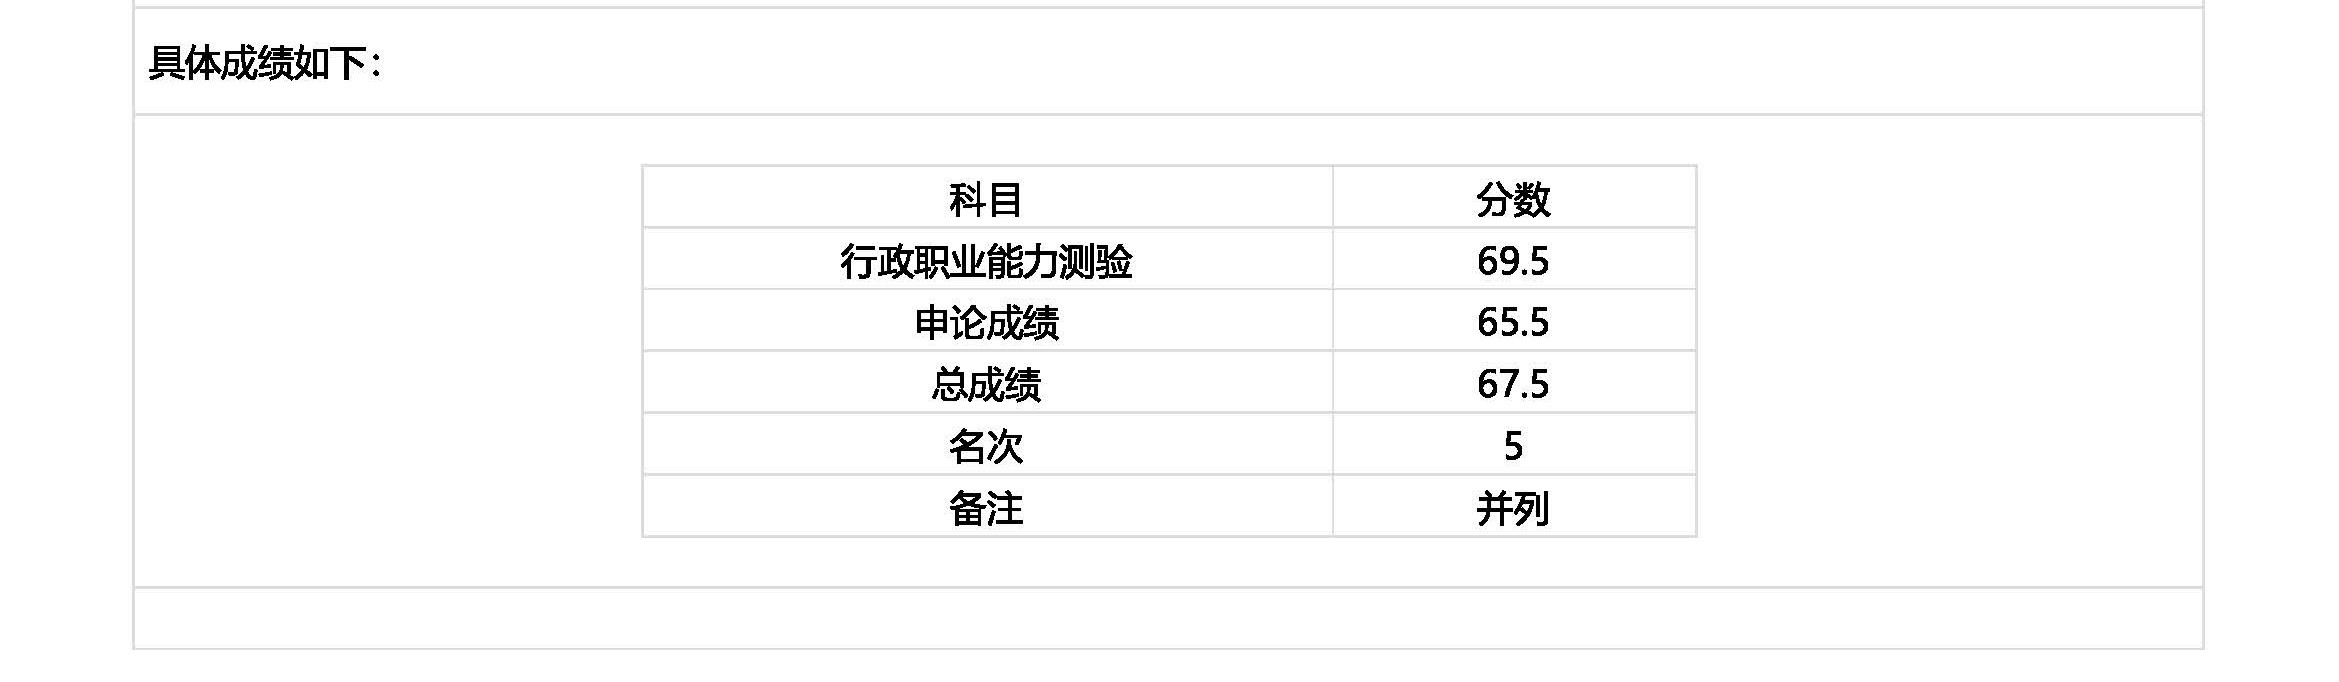 具体成绩如下：
科目 分数
行政职业能力测验 69.5
申论成绩 65.5
总成绩 67.5
名次 5
备注 并列